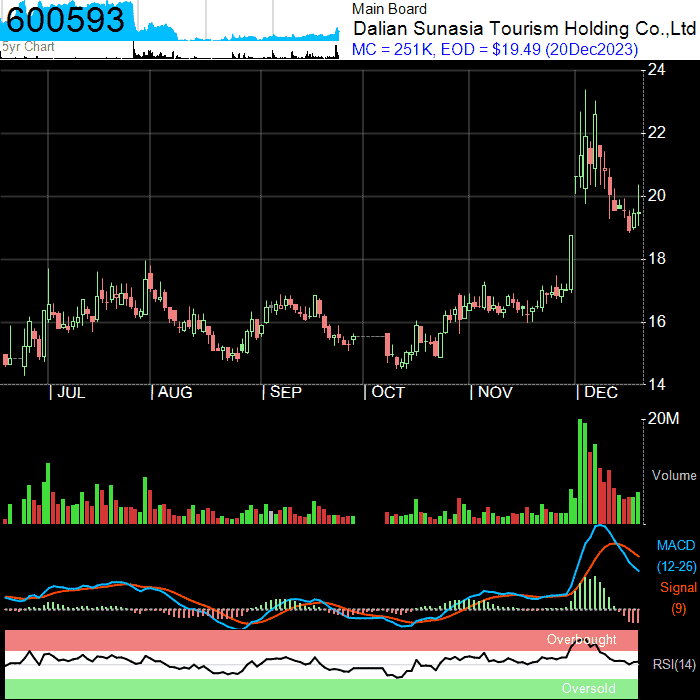 600593
5yr Chart
Main Board
Dalian Sunasia Tourism Holding Co.,Ltd
MC = 251K, EOD = $19.49 (20Dec2023)
24
22
20
18
16
14
JUL AUG SEP OCT NOV DEC
20M
Volume
MACD
(12-26)
Signal
(9)
Overbought
RSI(14)
Oversold